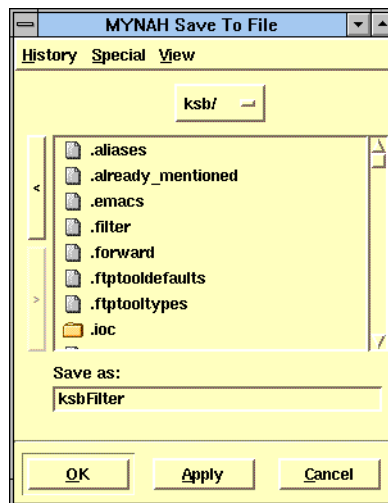 MYNAH Save To File
History Special View
ksb/
.aliases
.already_mentioned
.emacs
.filter
.forward
.ftptooldefaults
.ftptooltypes
.ioc
<
>
Save as:
ksbFilter
OK Apply Cancel